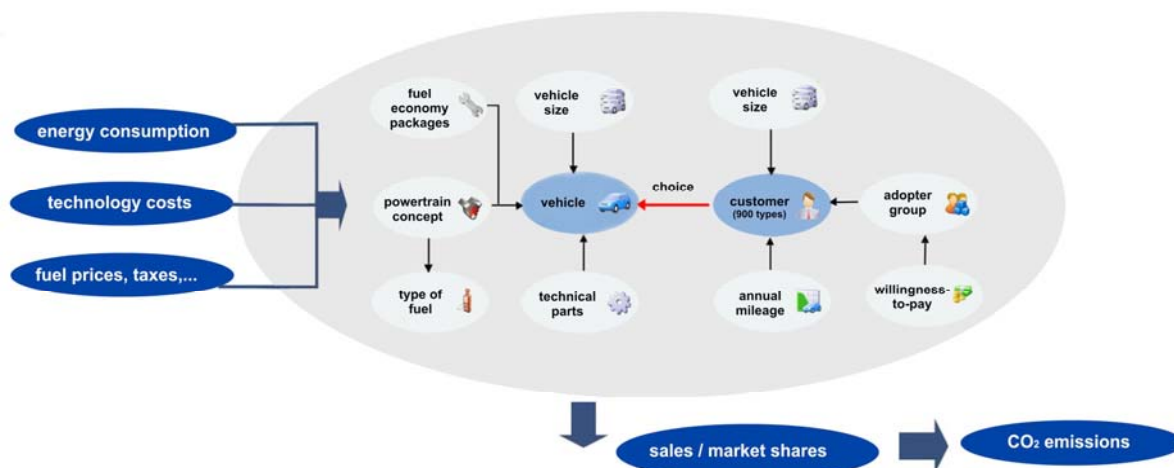 energy consumption
technology costs
fuel prices, taxes,...
fuel
economy
packages
vehicle
size
vehicle
size
powertrain
concept
vehicle
choice
customer
(900 types)
adopter
group
type of
fuel
technical
parts
annual
mileage
willingness-
to-pay
sales / market shares
CO₂ emissions